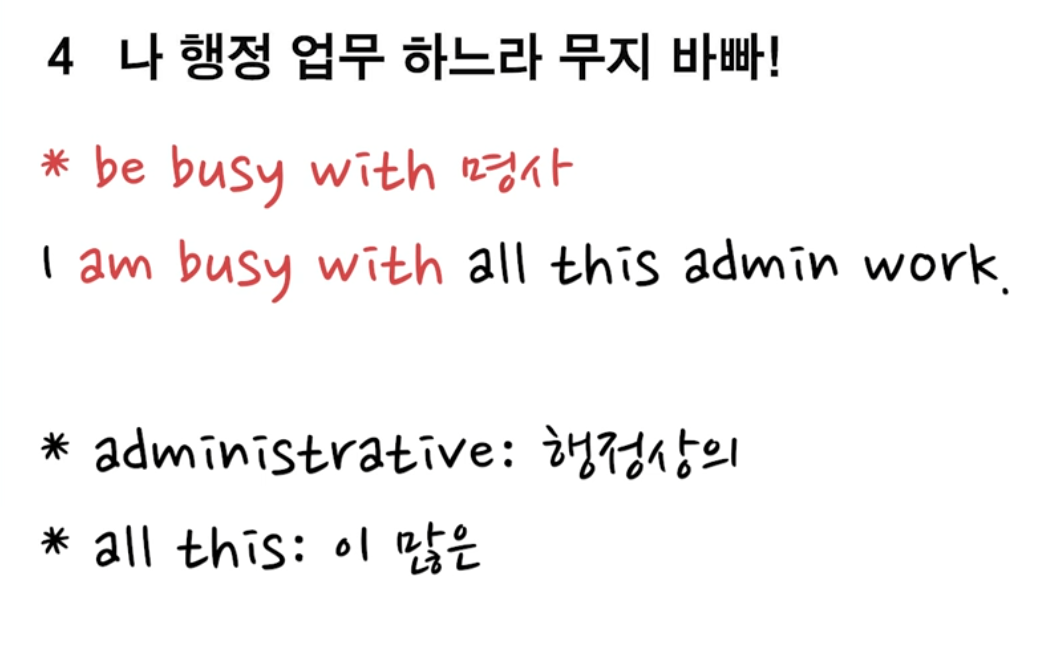 4 나 행정 업무 하느라 무지 바빠!
* be busy with 명사
I am busy with all this admin work.
* administrative: 행정상의
* all this: 이 많은